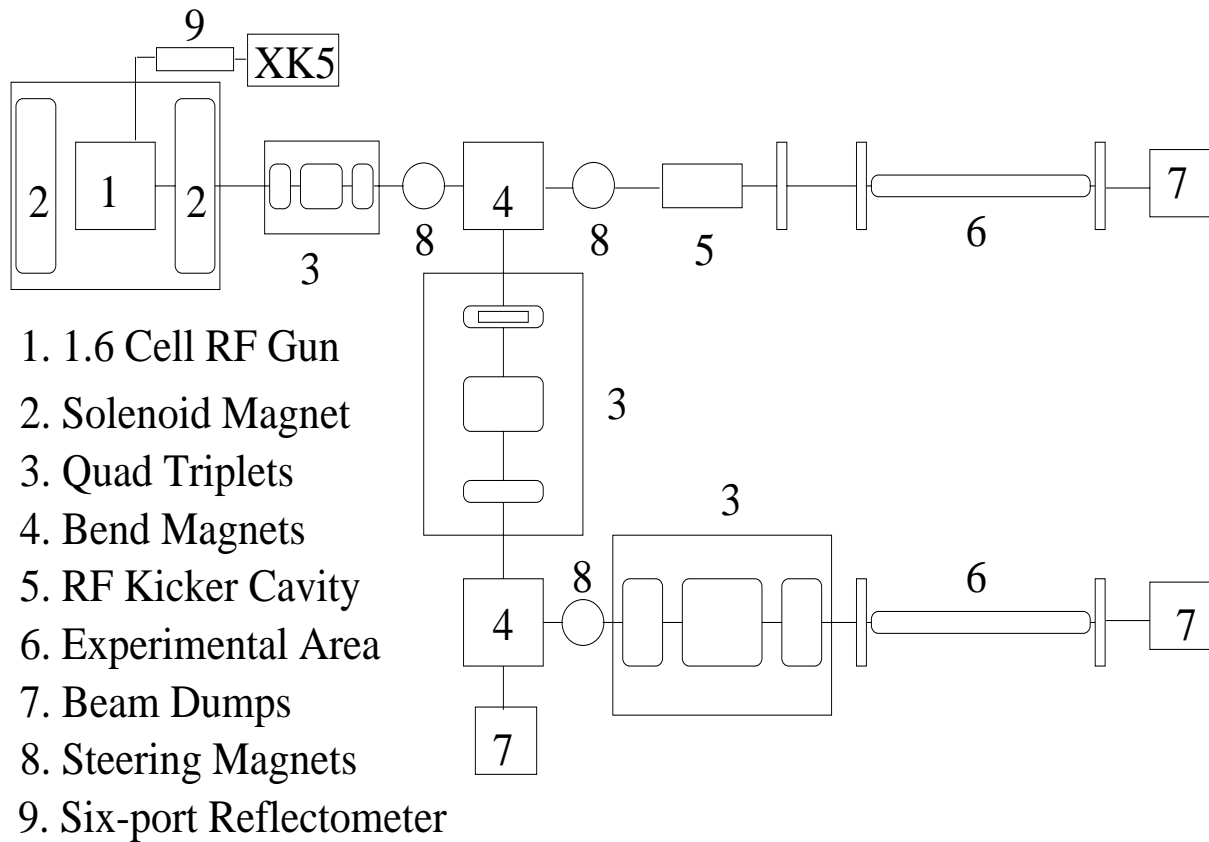 9
XK5
2
1
2
3
8
4
8
5
6
7
3
1. 1.6 Cell RF Gun
2. Solenoid Magnet
3. Quad Triplets
4. Bend Magnets
5. RF Kicker Cavity
6. Experimental Area
7. Beam Dumps
8. Steering Magnets
9. Six-port Reflectometer
4
8
3
6
7
7